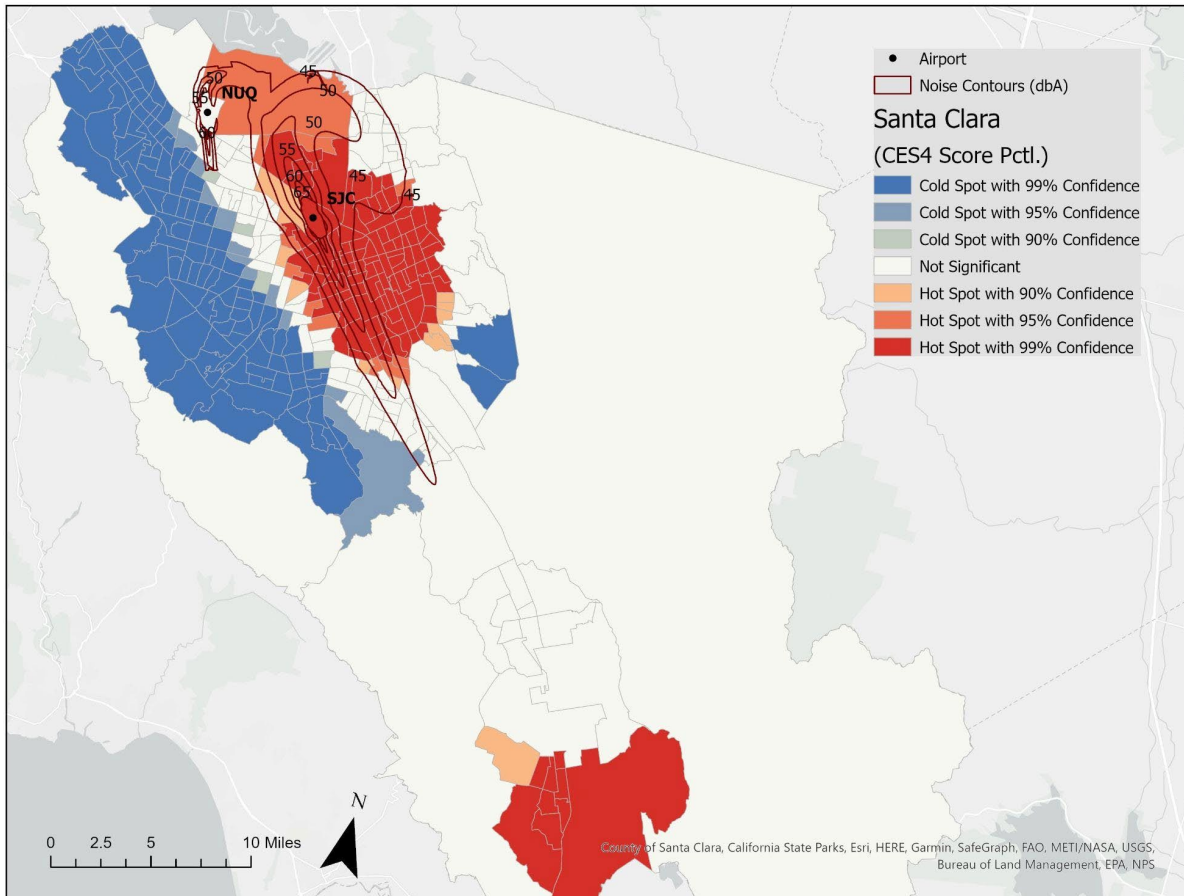 50
45
50
55
NUQ
60
50
55
60
45
65
SJC
45
Airport
Noise Contours (dbA)
Santa Clara
(CES4 Score Pctl.)
Cold Spot with 99% Confidence
Cold Spot with 95% Confidence
Cold Spot with 90% Confidence
Not Significant
Hot Spot with 90% Confidence
Hot Spot with 95% Confidence
Hot Spot with 99% Confidence
N
0 2.5 5 10 Miles
County of Santa Clara, California State Parks, Esri, HERE, Garmin, SafeGraph, FAO, METI/NASA, USGS,
Bureau of Land Management, EPA, NPS